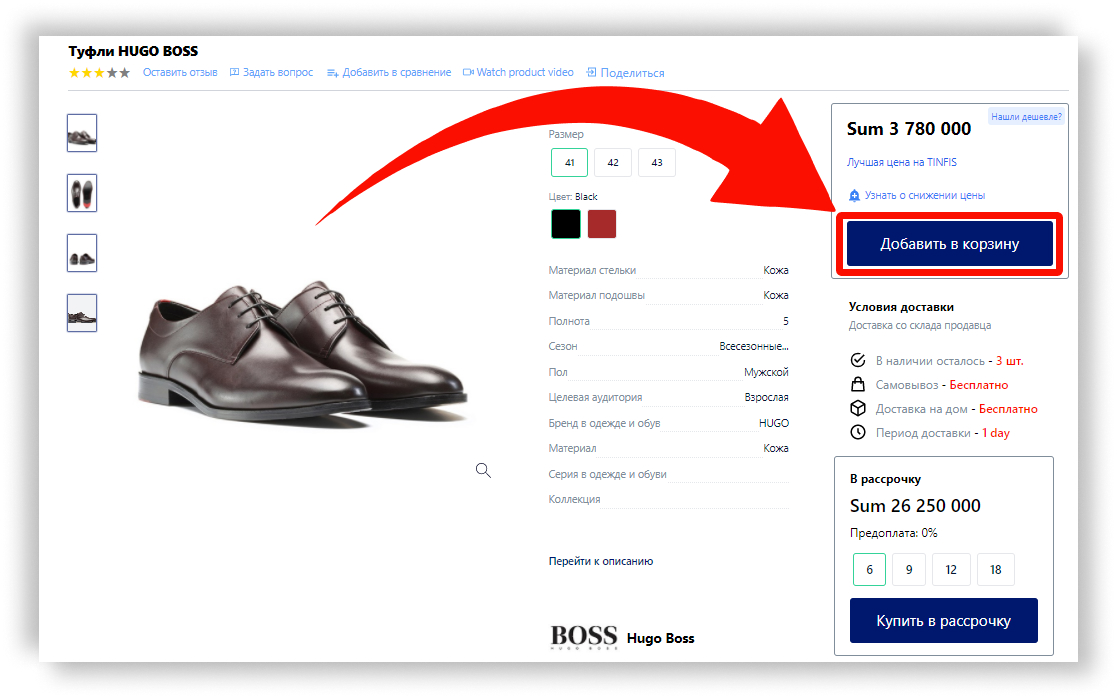 Туфли HUGO BOSS
Оставить отзыв
Задать вопрос
Добавить в сравнение
Watch product video
Поделиться
Размер
41
42
43
Цвет: Black
Материал стельки Кожа
Материал подошвы Кожа
Полнота 5
Сезон Всесезонные...
Пол Мужской
Целевая аудитория Взрослая
Бренд в одежде и обув HUGO
Материал Кожа
Серия в одежде и обуви
Коллекция
Перейти к описанию
BOSS
HUGO BOSS
Hugo Boss
Нашли дешевле?
Sum 3 780 000
Лучшая цена на TINFIS
Узнать о снижении цены
Добавить в корзину
Условия доставки
Доставка со склада продавца
В наличии осталось - 3 шт.
Самовывоз - Бесплатно
Доставка на дом - Бесплатно
Период доставки - 1 day
В рассрочку
Sum 26 250 000
Предоплата: 0%
6
9
12
18
Купить в рассрочку